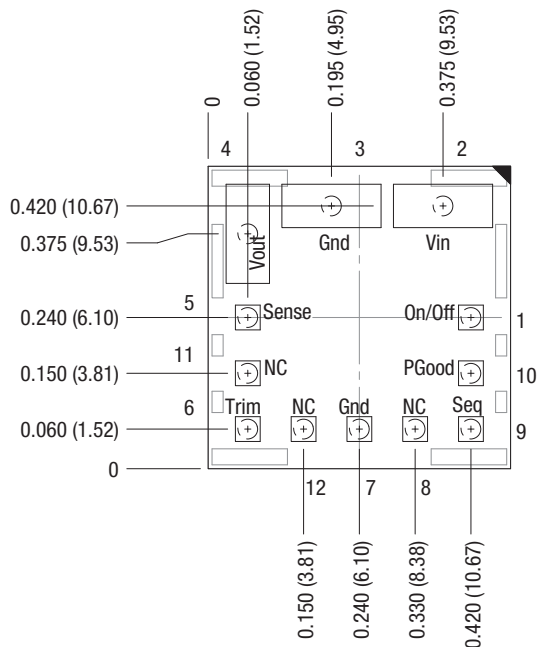 0
0.060 (1.52)
0.195 (4.95)
0.375 (9.53)
4
3
2
0.420 (10.67)
0.375 (9.53)
Vout
Gnd
Vin
0.240 (6.10)
5
Sense
On/Off
1
11
0.150 (3.81)
NC
PGood
10
6
Trim
NC
Gnd
NC
Seq
0.060 (1.52)
9
0
12
7
8
0.150 (3.81)
0.240 (6.10)
0.330 (8.38)
0.420 (10.67)